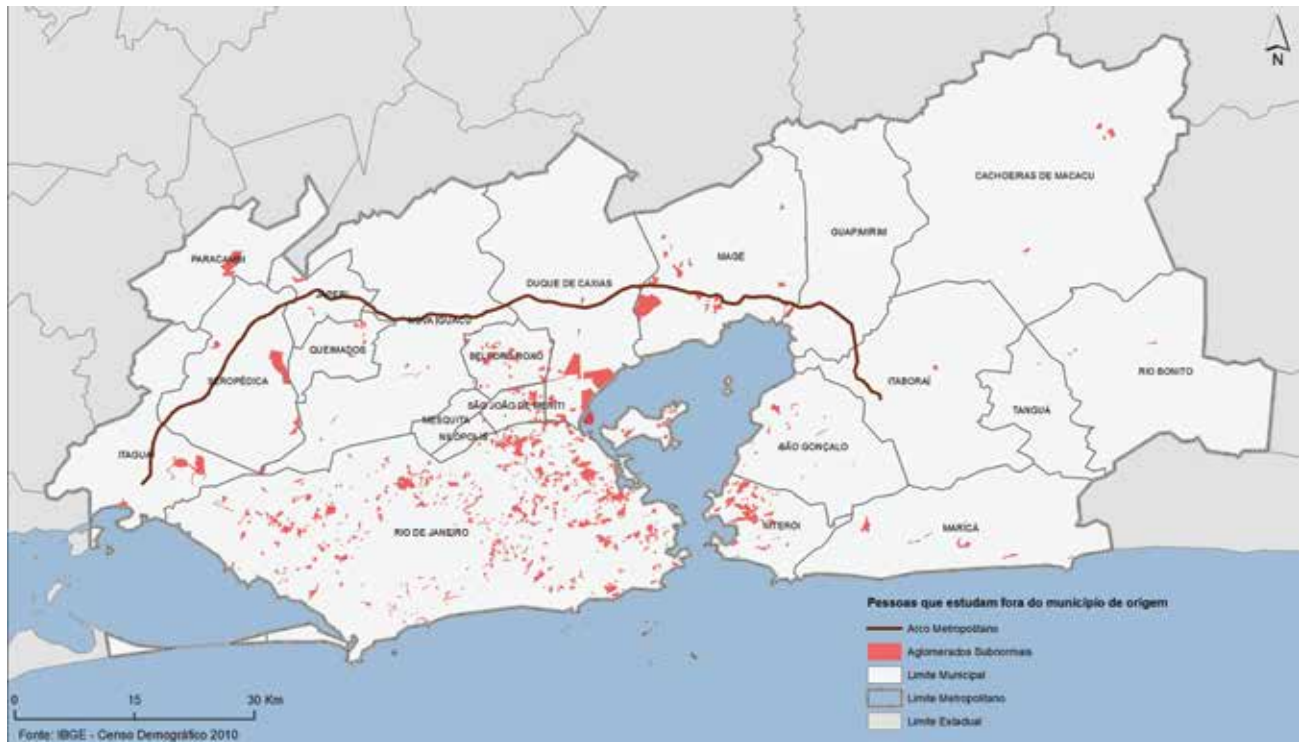 N
CACHOEIRAS DE MACACU
GUAPIMIRIM
PARACAMBI
MAGÉ
DUQUE DE CAXIAS
JAPERI
NOVA IGUAÇU
QUEIMADOS
BELFORD ROXO
RIO BONITO
SEROPÉDICA
ITABORAÍ
SÃO JOÃO DE MERITI
TANGUÁ
MESQUITA
NILÓPOLIS
SÃO GONÇALO
ITAGUAÍ
RIO DE JANEIRO
NITERÓI
MARICÁ
Pessoas que estudam fora do município de origem
Arco Metropolitano
Aglomerados Subnormais
Limite Municipal
Limite Metropolitano
Limite Estadual
0 15 30 Km
Fonte: IBGE - Censo Demográfico 2010